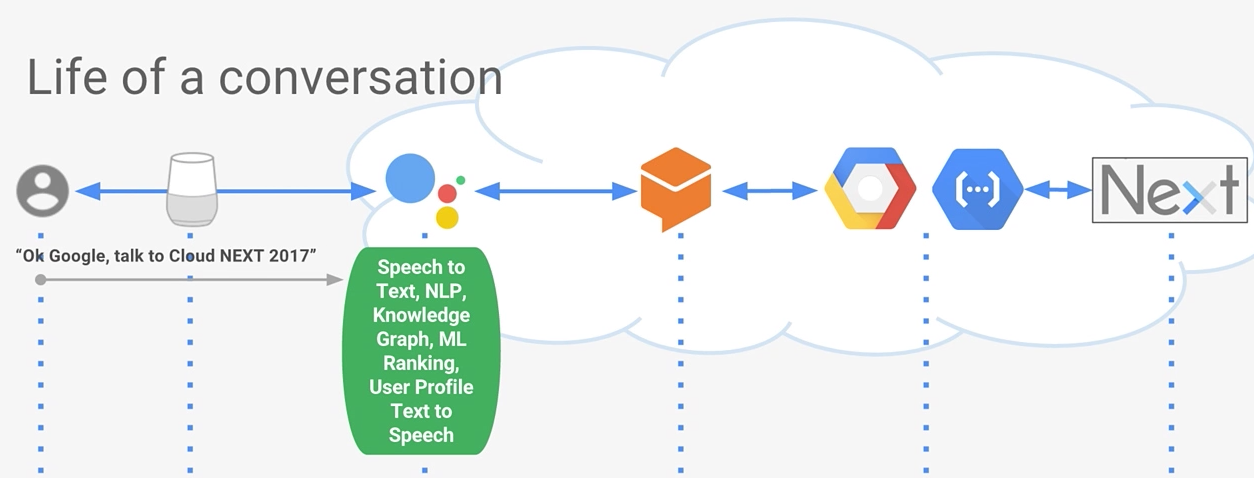 Life of a conversation
Next
“Ok Google, talk to Cloud NEXT 2017”
Speech to
Text, NLP,
Knowledge
Graph, ML
Ranking,
User Profile
Text to
Speech